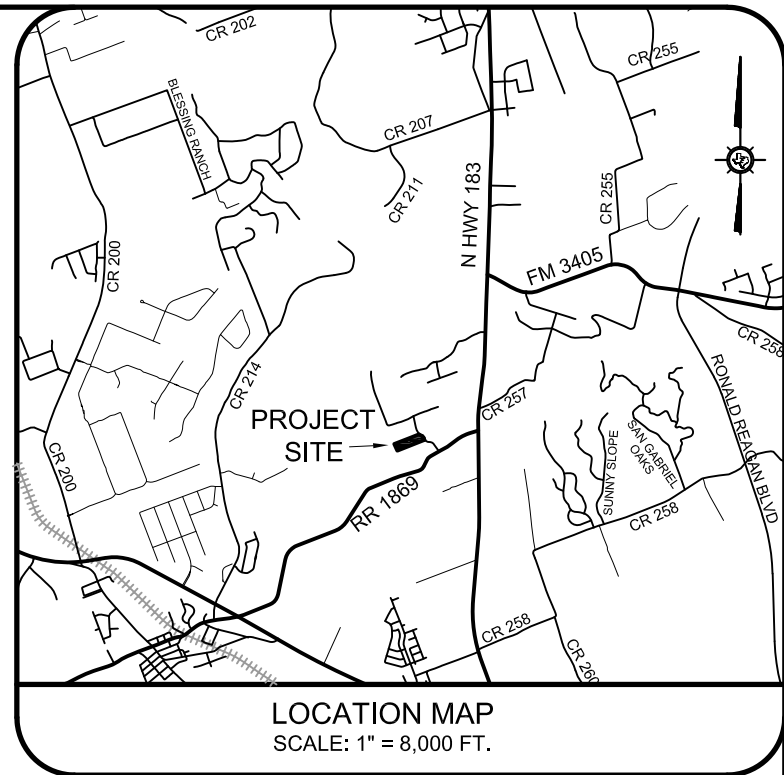 CR 202
CR 255
BLESSING RANCH
CR 207
CR 211
N HWY 183
CR 255
CR 200
FM 3405
CR 258
CR 214
CR 257
RONALD REAGAN BLVD
PROJECT
SITE
SUNNY SLOPE
SAN GABRIEL
OAKS
CR 200
RR 1869
CR 258
CR 258
CR 260
LOCATION MAP
SCALE: 1" = 8,000 FT.